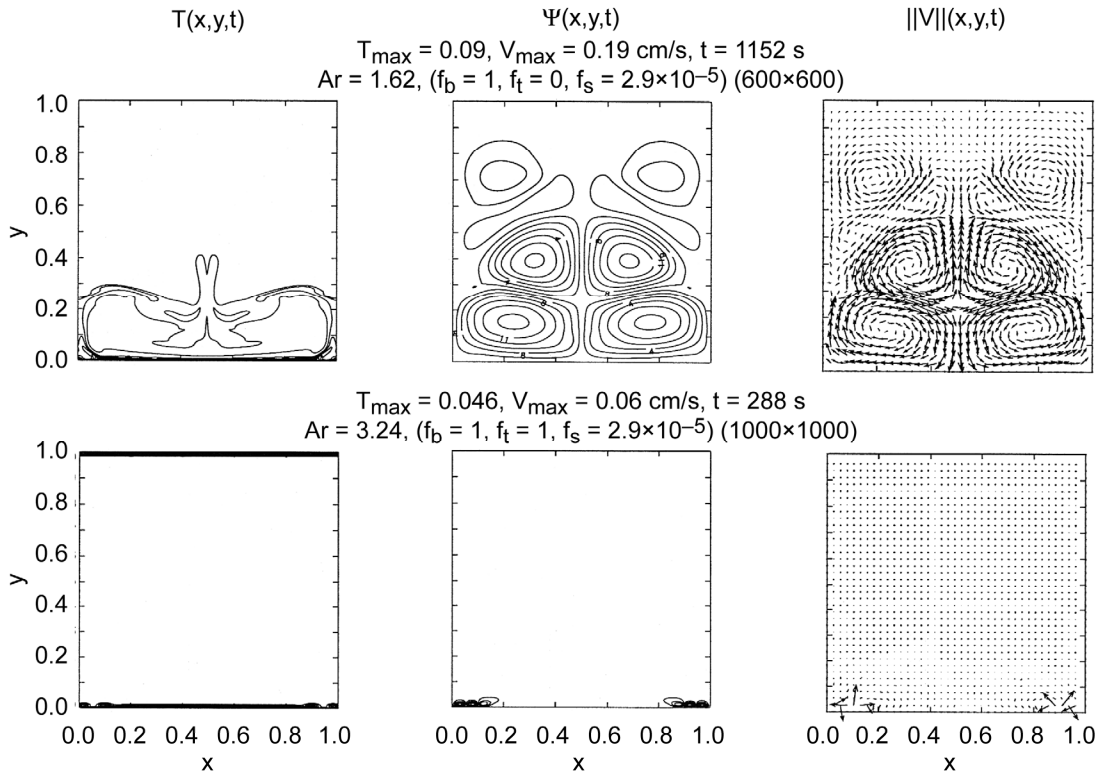 T(x,y,t) Ψ(x,y,t) ||V||(x,y,t)
Tmax = 0.09, Vmax = 0.19 cm/s, t = 1152 s
Ar = 1.62, (fb = 1, ft = 0, fs = 2.9×10–5) (600×600)
1.0
0.8
0.6
y
0.4
0.2
0.0
Tmax = 0.046, Vmax = 0.06 cm/s, t = 288 s
Ar = 3.24, (fb = 1, ft = 1, fs = 2.9×10–5) (1000×1000)
1.0
0.8
0.6
y
0.4
0.2
0.0
0.0 0.2 0.4 0.6 0.8 1.0 0.0 0.2 0.4 0.6 0.8 1.0 0.0 0.2 0.4 0.6 0.8 1.0
x x x